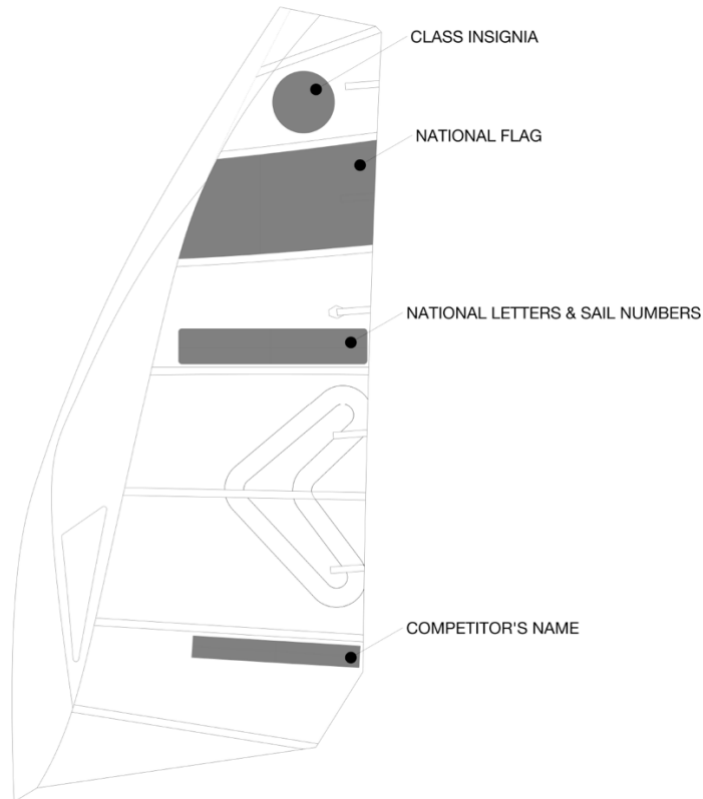 CLASS INSIGNIA
NATIONAL FLAG
NATIONAL LETTERS & SAIL NUMBERS
COMPETITOR'S NAME